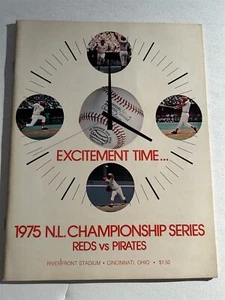 EXCITEMENT TIME...
1975 N.L. CHAMPIONSHIP SERIES
REDS vs PIRATES
RIVERFRONT STADIUM • CINCINNATI, OHIO • $1.50